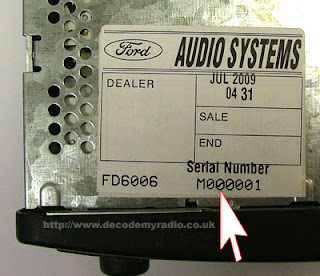 Ford AUDIO SYSTEMS
DEALER
JUL 2009
04 31
SALE
END
Serial Number
FD6006 M000001
http://www.decodemyradio.co.uk